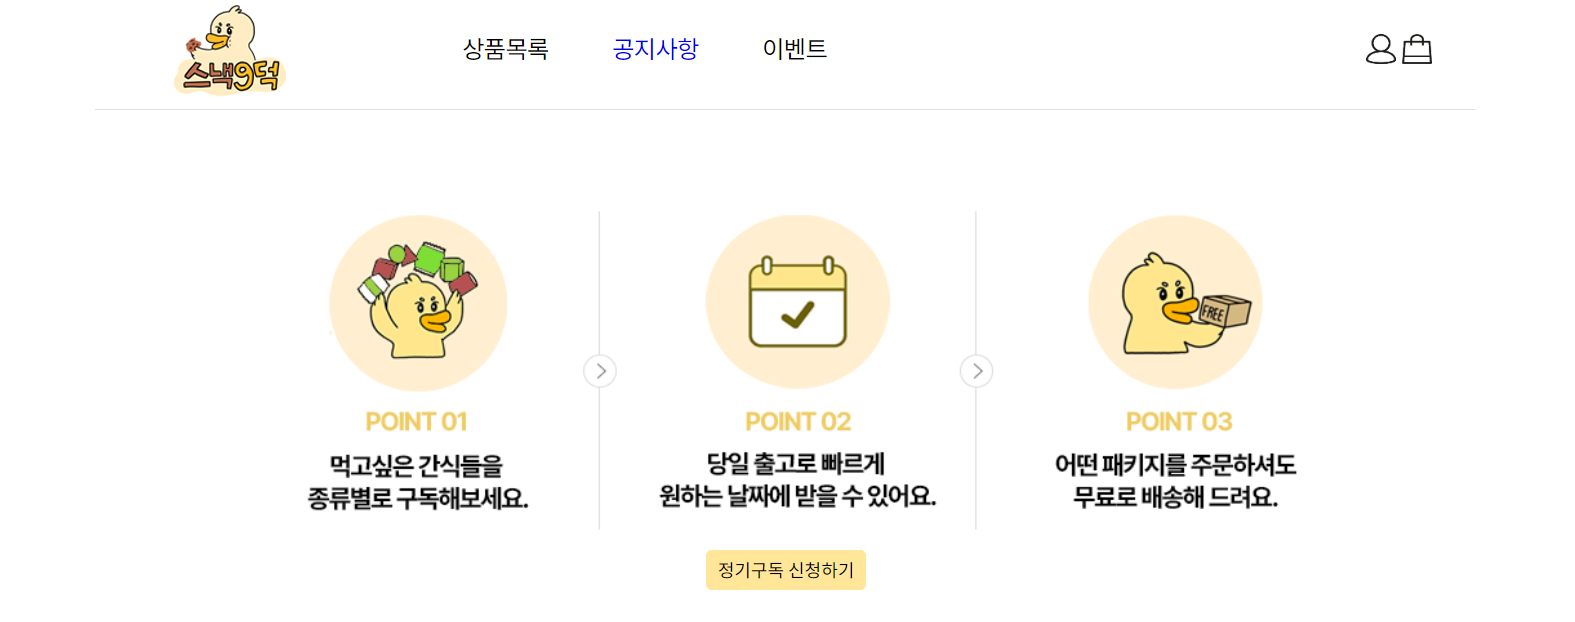 스낵9덕
상품목록 공지사항 이벤트
POINT 01
먹고싶은 간식들을
종류별로 구독해보세요.
POINT 02
당일 출고로 빠르게
원하는 날짜에 받을 수 있어요.
FREE
POINT 03
어떤 패키지를 주문하셔도
무료로 배송해 드려요.
정기구독 신청하기